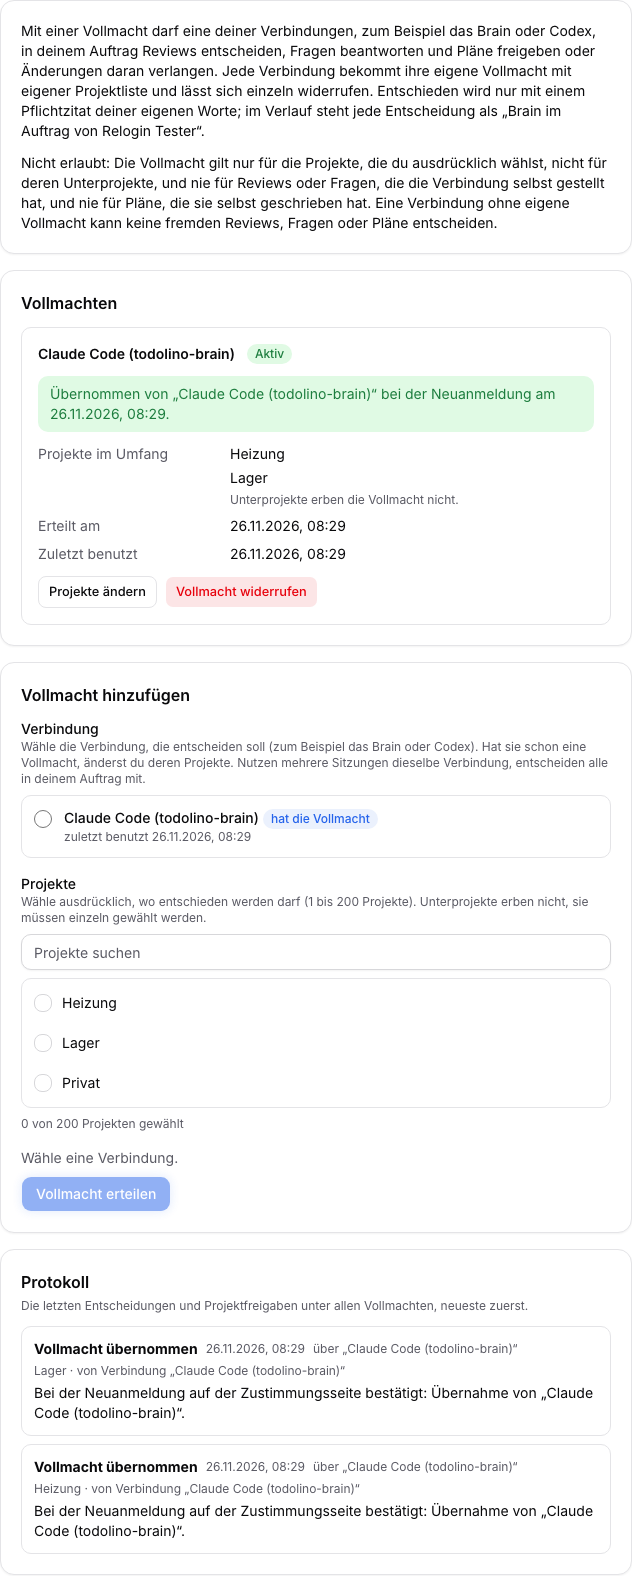 Mit einer Vollmacht darf eine deiner Verbindungen, zum Beispiel das Brain oder Codex,
in deinem Auftrag Reviews entscheiden, Fragen beantworten und Pläne freigeben oder
Änderungen daran verlangen. Jede Verbindung bekommt ihre eigene Vollmacht mit
eigener Projektliste und lässt sich einzeln widerrufen. Entschieden wird nur mit einem
Pflichtzitat deiner eigenen Worte; im Verlauf steht jede Entscheidung als „Brain im
Auftrag von Relogin Tester“.
Nicht erlaubt: Die Vollmacht gilt nur für die Projekte, die du ausdrücklich wählst, nicht für
deren Unterprojekte, und nie für Reviews oder Fragen, die die Verbindung selbst gestellt
hat, und nie für Pläne, die sie selbst geschrieben hat. Eine Verbindung ohne eigene
Vollmacht kann keine fremden Reviews, Fragen oder Pläne entscheiden.
Vollmachten
Claude Code (todolino-brain) Aktiv
Übernommen von „Claude Code (todolino-brain)“ bei der Neuanmeldung am
26.11.2026, 08:29.
Projekte im Umfang Heizung
Lager
Unterprojekte erben die Vollmacht nicht.
Erteilt am 26.11.2026, 08:29
Zuletzt benutzt 26.11.2026, 08:29
Projekte ändern Vollmacht widerrufen
Vollmacht hinzufügen
Verbindung
Wähle die Verbindung, die entscheiden soll (zum Beispiel das Brain oder Codex). Hat sie schon eine
Vollmacht, änderst du deren Projekte. Nutzen mehrere Sitzungen dieselbe Verbindung, entscheiden alle
in deinem Auftrag mit.
Claude Code (todolino-brain) hat die Vollmacht
zuletzt benutzt 26.11.2026, 08:29
Projekte
Wähle ausdrücklich, wo entschieden werden darf (1 bis 200 Projekte). Unterprojekte erben nicht, sie
müssen einzeln gewählt werden.
Projekte suchen
Heizung
Lager
Privat
0 von 200 Projekten gewählt
Wähle eine Verbindung.
Vollmacht erteilen
Protokoll
Die letzten Entscheidungen und Projektfreigaben unter allen Vollmachten, neueste zuerst.
Vollmacht übernommen 26.11.2026, 08:29 über „Claude Code (todolino-brain)“
Lager · von Verbindung „Claude Code (todolino-brain)“
Bei der Neuanmeldung auf der Zustimmungsseite bestätigt: Übernahme von „Claude
Code (todolino-brain)“.
Vollmacht übernommen 26.11.2026, 08:29 über „Claude Code (todolino-brain)“
Heizung · von Verbindung „Claude Code (todolino-brain)“
Bei der Neuanmeldung auf der Zustimmungsseite bestätigt: Übernahme von „Claude
Code (todolino-brain)“.